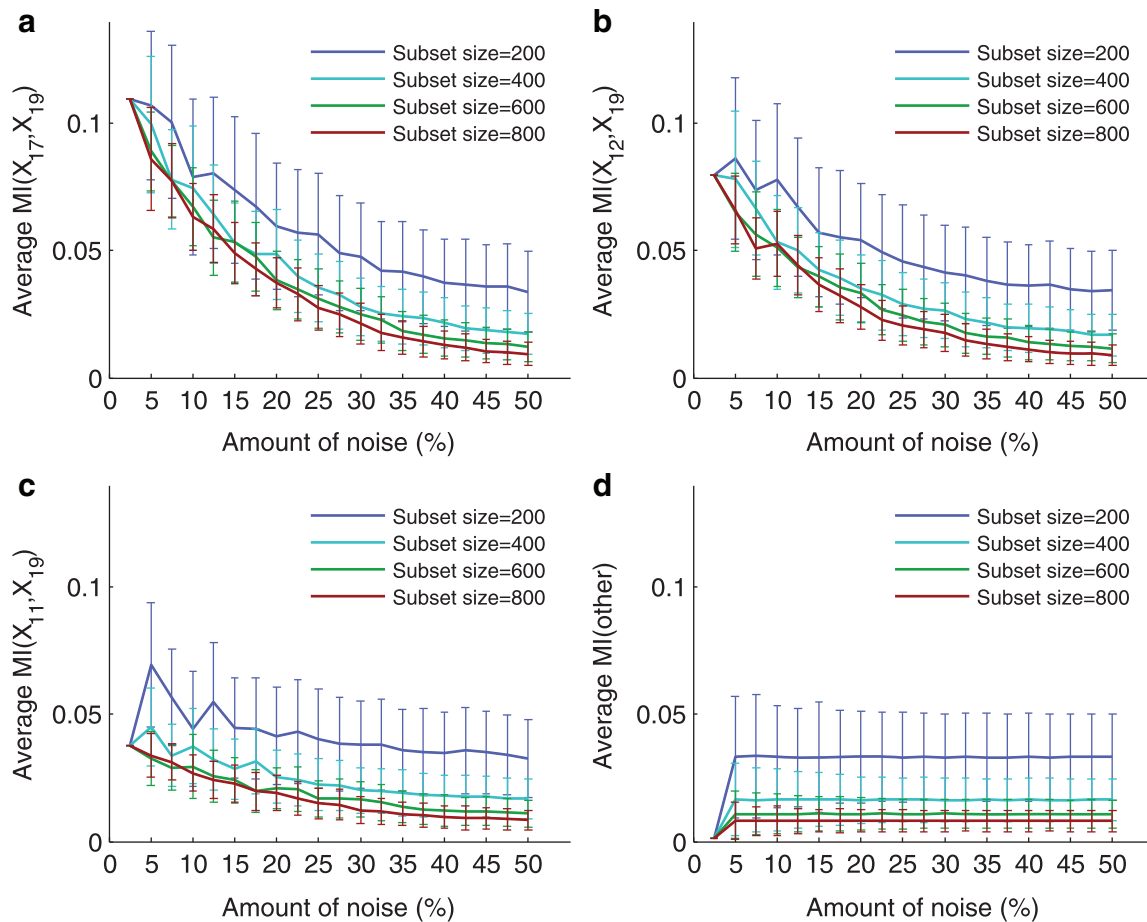 a
Subset size=200
Subset size=400
Subset size=600
Subset size=800
Average MI(X17,X19)
0.1
0.05
0
0 5 10 15 20 25 30 35 40 45 50
Amount of noise (%)
b
Subset size=200
Subset size=400
Subset size=600
Subset size=800
Average MI(X12,X19)
0.1
0.05
0
0 5 10 15 20 25 30 35 40 45 50
Amount of noise (%)
c
Subset size=200
Subset size=400
Subset size=600
Subset size=800
Average MI(X11,X19)
0.1
0.05
0
0 5 10 15 20 25 30 35 40 45 50
Amount of noise (%)
d
Subset size=200
Subset size=400
Subset size=600
Subset size=800
Average MI(other)
0.1
0.05
0
0 5 10 15 20 25 30 35 40 45 50
Amount of noise (%)